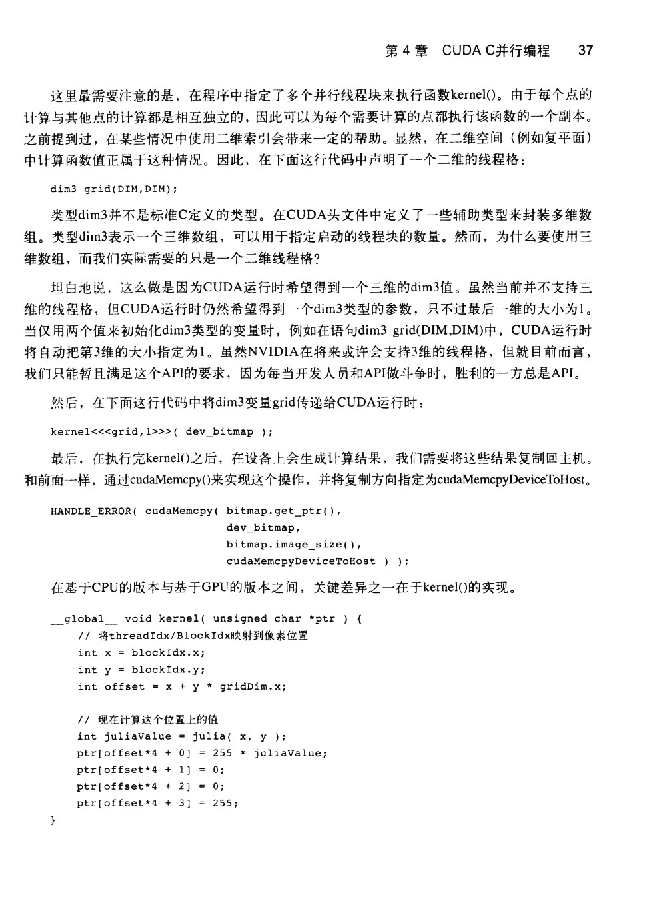 第 4 章 CUDA C并行编程 37
这里最需要注意的是，在程序中指定了多个并行线程块来执行函数kernel()。由于每个点的
计算与其他点的计算都是相互独立的，因此可以为每个需要计算的点都执行该函数的一个副本。
之前提到过，在某些情况中使用二维索引会带来一定的帮助。显然，在二维空间（例如复平面）
中计算函数值正属于这种情况。因此，在下面这行代码中声明了一个二维的线程格：
dim3 grid(DIM,DIM);
类型dim3并不是标准C定义的类型。在CUDA头文件中定义了一些辅助类型来封装多维数
组。类型dim3表示一个三维数组，可以用于指定启动的线程块的数量。然而，为什么要使用三
维数组，而我们实际需要的只是一个二维线程格？
坦白地说，这么做是因为CUDA运行时希望得到一个三维的dim3值。虽然当前并不支持三
维的线程格，但CUDA运行时仍然希望得到一个dim3类型的参数，只不过最后一维的大小为1。
当仅用两个值来初始化dim3类型的变量时，例如在语句dim3 grid(DIM,DIM)中，CUDA运行时
将自动把第3维的大小指定为1。虽然NVIDIA在将来或许会支持3维的线程格，但就目前而言，
我们只能暂且满足这个API的要求，因为每当开发人员和API做斗争时，胜利的一方总是API。
然后，在下面这行代码中将dim3变量grid传递给CUDA运行时：
kernel<<<grid,1>>>( dev_bitmap );
最后，在执行完kernel()之后，在设备上会生成计算结果，我们需要将这些结果复制回主机。
和前面一样，通过cudaMemcpy()来实现这个操作，并将复制方向指定为cudaMemcpyDeviceToHost。
HANDLE_ERROR( cudaMemcpy( bitmap.get_ptr(),
dev_bitmap,
bitmap.image_size(),
cudaMemcpyDeviceToHost ) );
在基于CPU的版本与基于GPU的版本之间，关键差异之一在于kernel()的实现。
__global__ void kernel( unsigned char *ptr ) {
// 将threadIdx/BlockIdx映射到像素位置
int x = blockIdx.x;
int y = blockIdx.y;
int offset = x + y * gridDim.x;
// 现在计算这个位置上的值
int juliaValue = julia( x, y );
ptr[offset*4 + 0] = 255 * juliaValue;
ptr[offset*4 + 1] = 0;
ptr[offset*4 + 2] = 0;
ptr[offset*4 + 3] = 255;
}